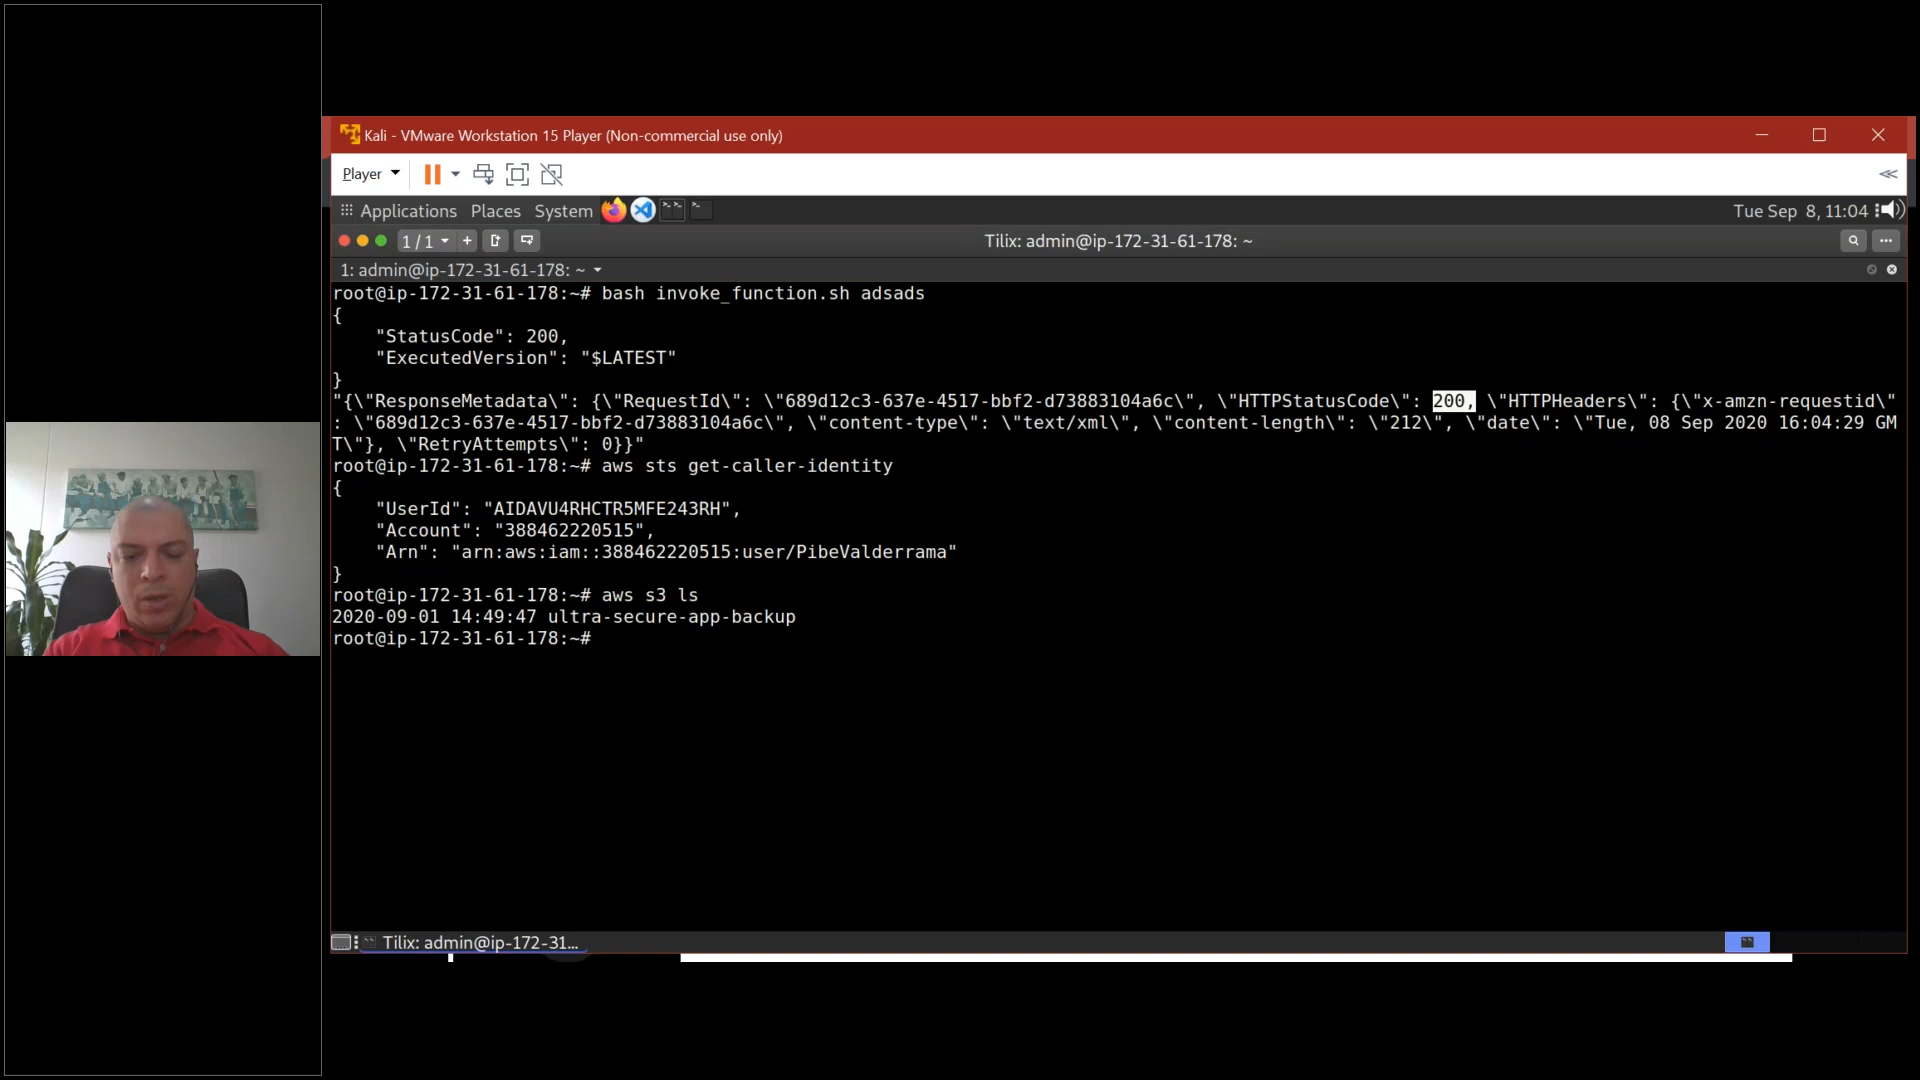 Kali - VMware Workstation 15 Player (Non-commercial use only)
Player
Applications Places System Tue Sep 8, 11:04
1 / 1 Tilix: admin@ip-172-31-61-178: ~
1: admin@ip-172-31-61-178: ~
root@ip-172-31-61-178:~# bash invoke_function.sh adsads
{
    "StatusCode": 200,
    "ExecutedVersion": "$LATEST"
}
"{\"ResponseMetadata\": {\"RequestId\": \"689d12c3-637e-4517-bbf2-d73883104a6c\", \"HTTPStatusCode\": 200, \"HTTPHeaders\": {\"x-amzn-requestid\"
: \"689d12c3-637e-4517-bbf2-d73883104a6c\", \"content-type\": \"text/xml\", \"content-length\": \"212\", \"date\": \"Tue, 08 Sep 2020 16:04:29 GM
T\"}, \"RetryAttempts\": 0}}"
root@ip-172-31-61-178:~# aws sts get-caller-identity
{
    "UserId": "AIDAVU4RHCTR5MFE243RH",
    "Account": "388462220515",
    "Arn": "arn:aws:iam::388462220515:user/PibeValderrama"
}
root@ip-172-31-61-178:~# aws s3 ls
2020-09-01 14:49:47 ultra-secure-app-backup
root@ip-172-31-61-178:~#
Tilix: admin@ip-172-31...